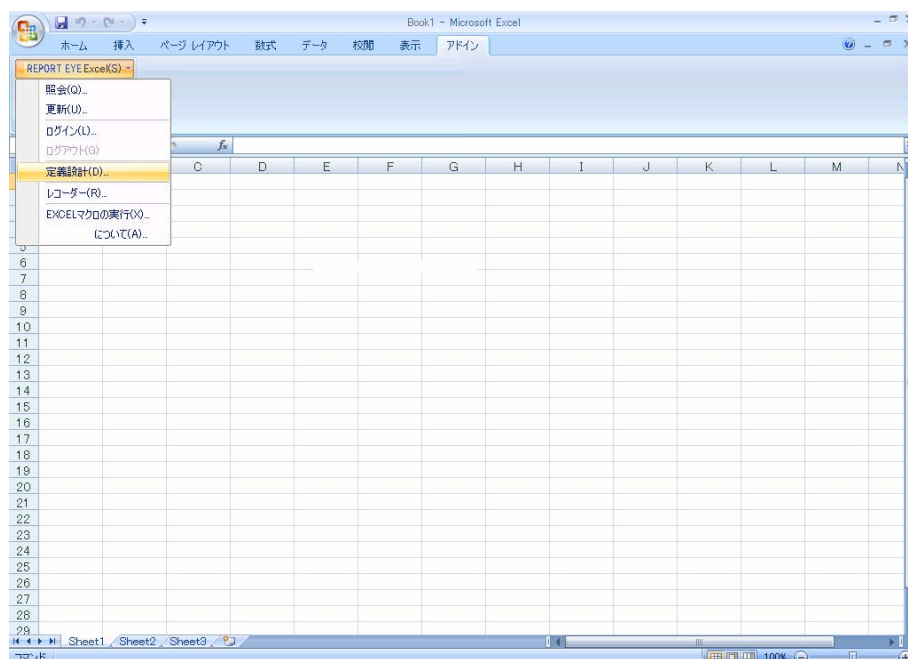 Book1 - Microsoft Excel
ホーム 挿入 ページ レイアウト 数式 データ 校閲 表示 アドイン
REPORT EYE Excel(S)
照会(Q)...
更新(U)...
ログイン(L)...
ログアウト(G)
定義設計(D)...
レコーダー(R)...
EXCELマクロの実行(X)...
について(A)...
fx
C D E F G H I J K L M N
5
6
7
8
9
10
11
12
13
14
15
16
17
18
19
20
21
22
23
24
25
26
27
28
29
Sheet1 Sheet2 Sheet3
コマンド 100%